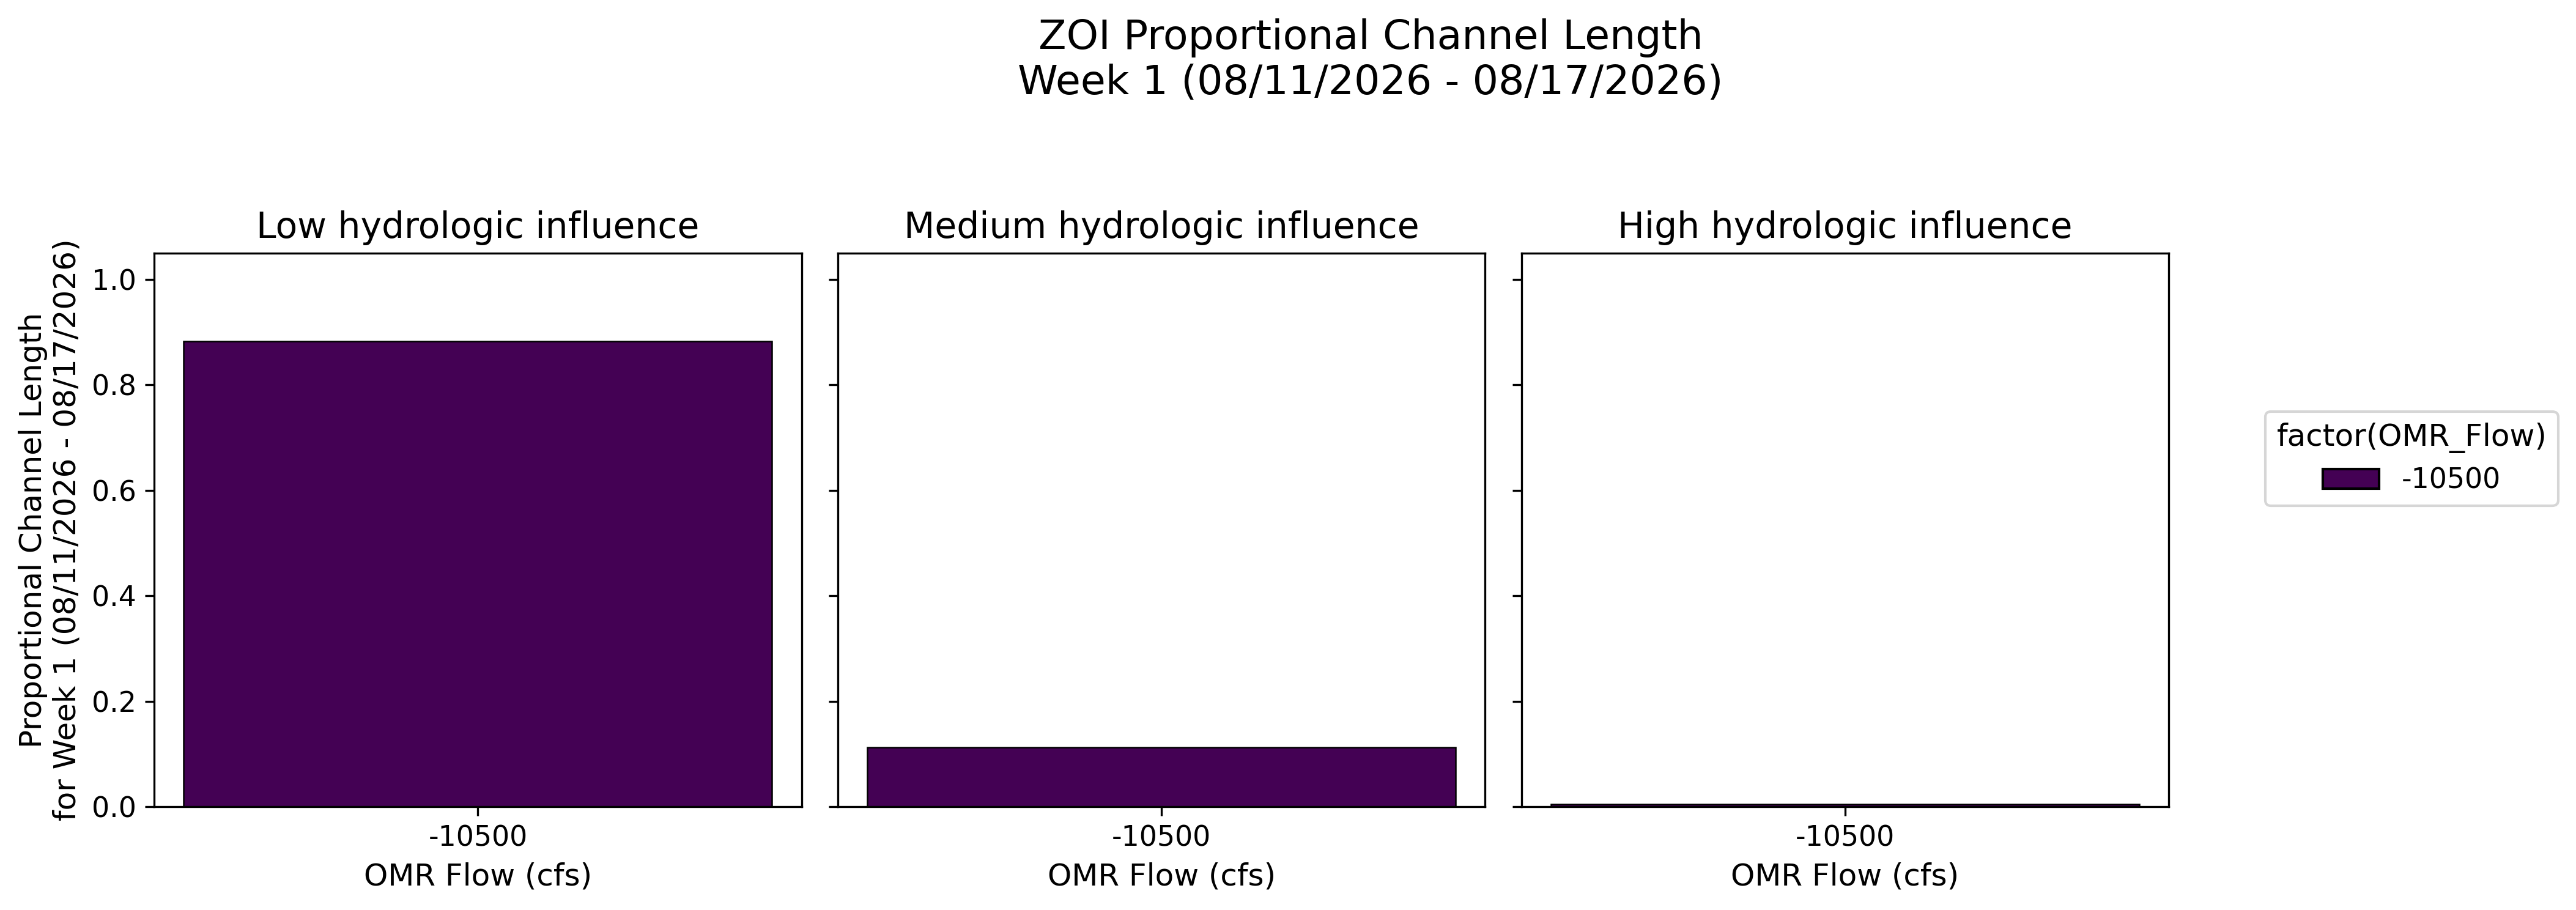 ZOI Proportional Channel Length
Week 1 (08/11/2026 - 08/17/2026)
Low hydrologic influence
Medium hydrologic influence
High hydrologic influence
Proportional Channel Length
for Week 1 (08/11/2026 - 08/17/2026)
1.0
0.8
0.6
0.4
0.2
0.0
-10500
-10500
-10500
OMR Flow (cfs)
OMR Flow (cfs)
OMR Flow (cfs)
factor(OMR_Flow)
-10500